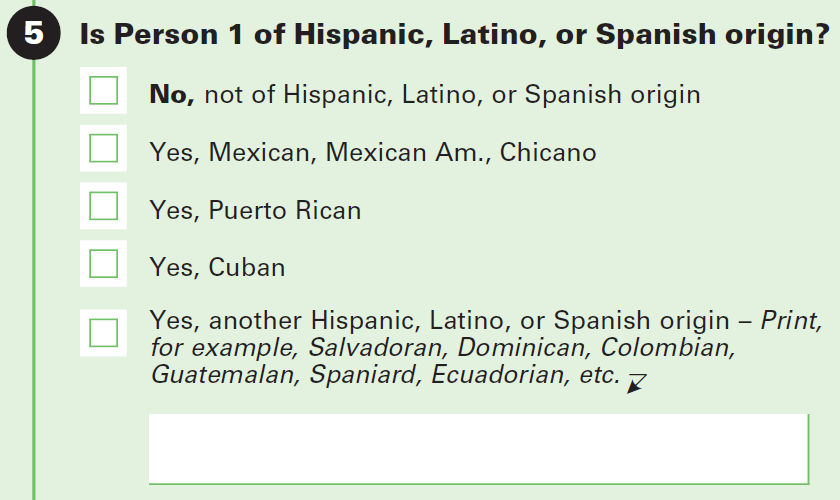 5 Is Person 1 of Hispanic, Latino, or Spanish origin?
No, not of Hispanic, Latino, or Spanish origin
Yes, Mexican, Mexican Am., Chicano
Yes, Puerto Rican
Yes, Cuban
Yes, another Hispanic, Latino, or Spanish origin – Print,
for example, Salvadoran, Dominican, Colombian,
Guatemalan, Spaniard, Ecuadorian, etc.